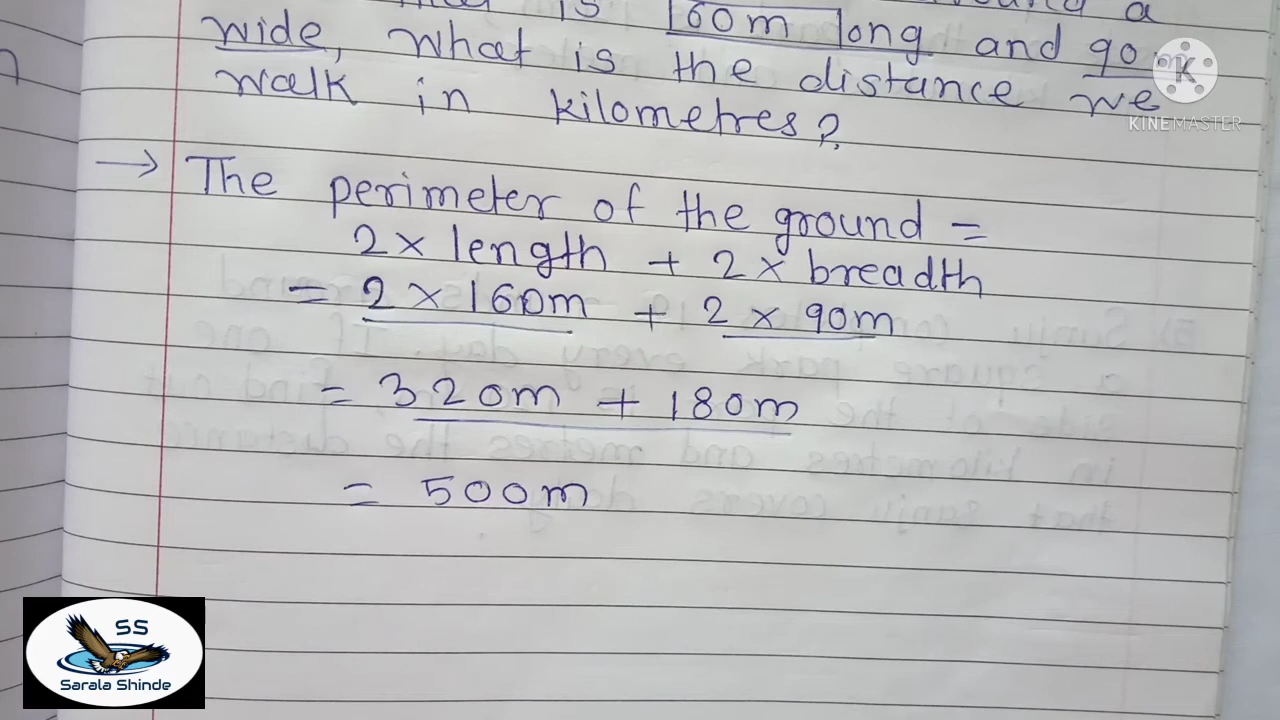 is 160m long and 90
wide, What is the distance we
walk in kilometres?
→ The perimeter of the ground =
2 × length + 2 × breadth
= 2 × 160m + 2 × 90m
= 320m + 180m
= 500m
K
KINEMASTER
SS
Sarala Shinde